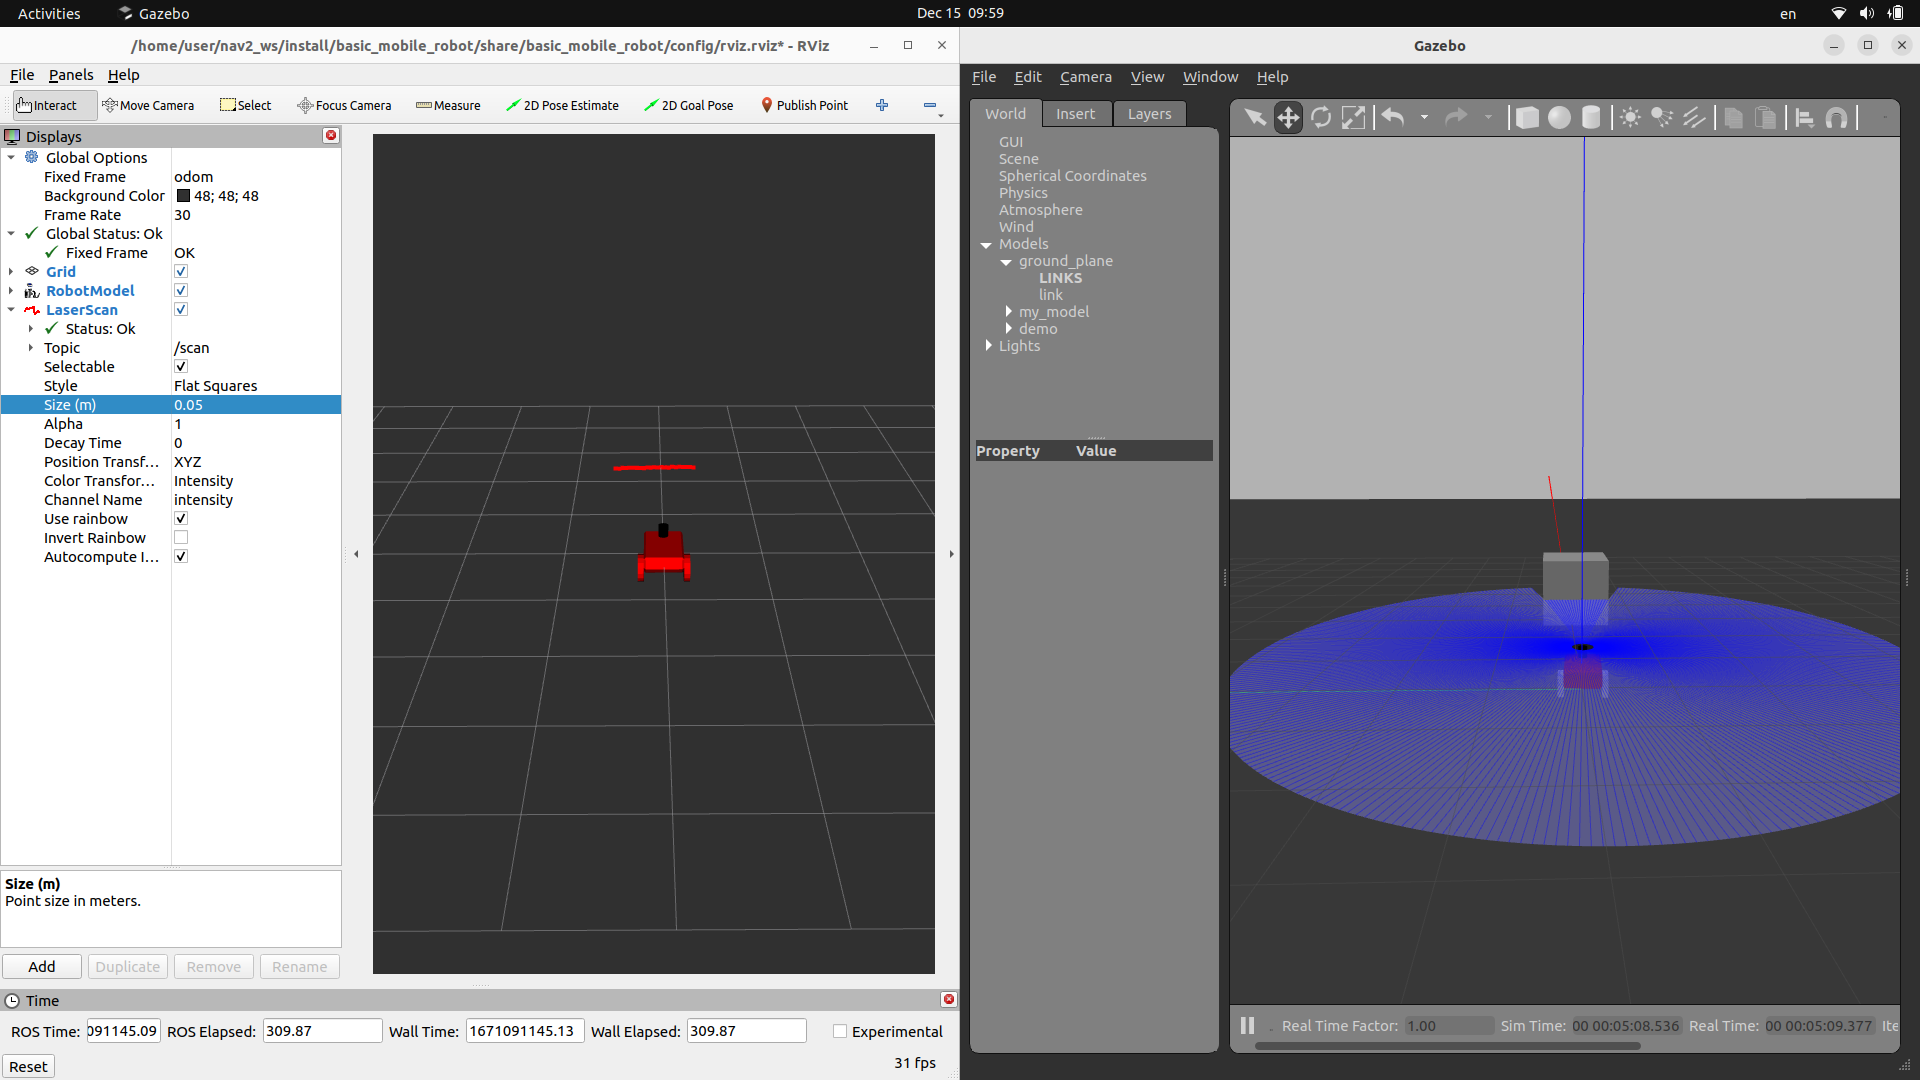 Activities Gazebo Dec 15 09:59 en
/home/user/nav2_ws/install/basic_mobile_robot/share/basic_mobile_robot/config/rviz.rviz* - RViz
File Panels Help
Interact Move Camera Select Focus Camera Measure 2D Pose Estimate 2D Goal Pose Publish Point
Displays
Global Options
Fixed Frame odom
Background Color 48; 48; 48
Frame Rate 30
Global Status: Ok
Fixed Frame OK
Grid
RobotModel
LaserScan
Status: Ok
Topic /scan
Selectable
Style Flat Squares
Size (m) 0.05
Alpha 1
Decay Time 0
Position Transf... XYZ
Color Transfor... Intensity
Channel Name intensity
Use rainbow
Invert Rainbow
Autocompute I...
Size (m)
Point size in meters.
Add Duplicate Remove Rename
Time
ROS Time: 091145.09 ROS Elapsed: 309.87 Wall Time: 1671091145.13 Wall Elapsed: 309.87 Experimental
Reset 31 fps
Gazebo
File Edit Camera View Window Help
World Insert Layers
GUI
Scene
Spherical Coordinates
Physics
Atmosphere
Wind
Models
ground_plane
LINKS
link
my_model
demo
Lights
Property Value
Real Time Factor: 1.00 Sim Time: 00 00:05:08.536 Real Time: 00 00:05:09.377 Ite